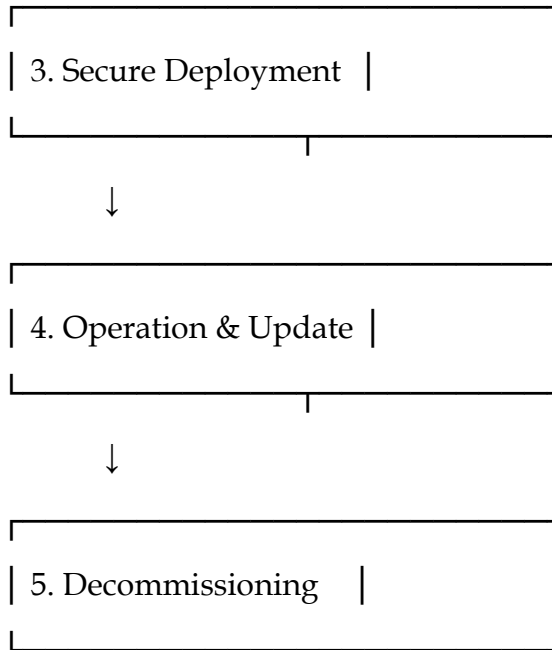 3. Secure Deployment
↓
4. Operation & Update
↓
5. Decommissioning